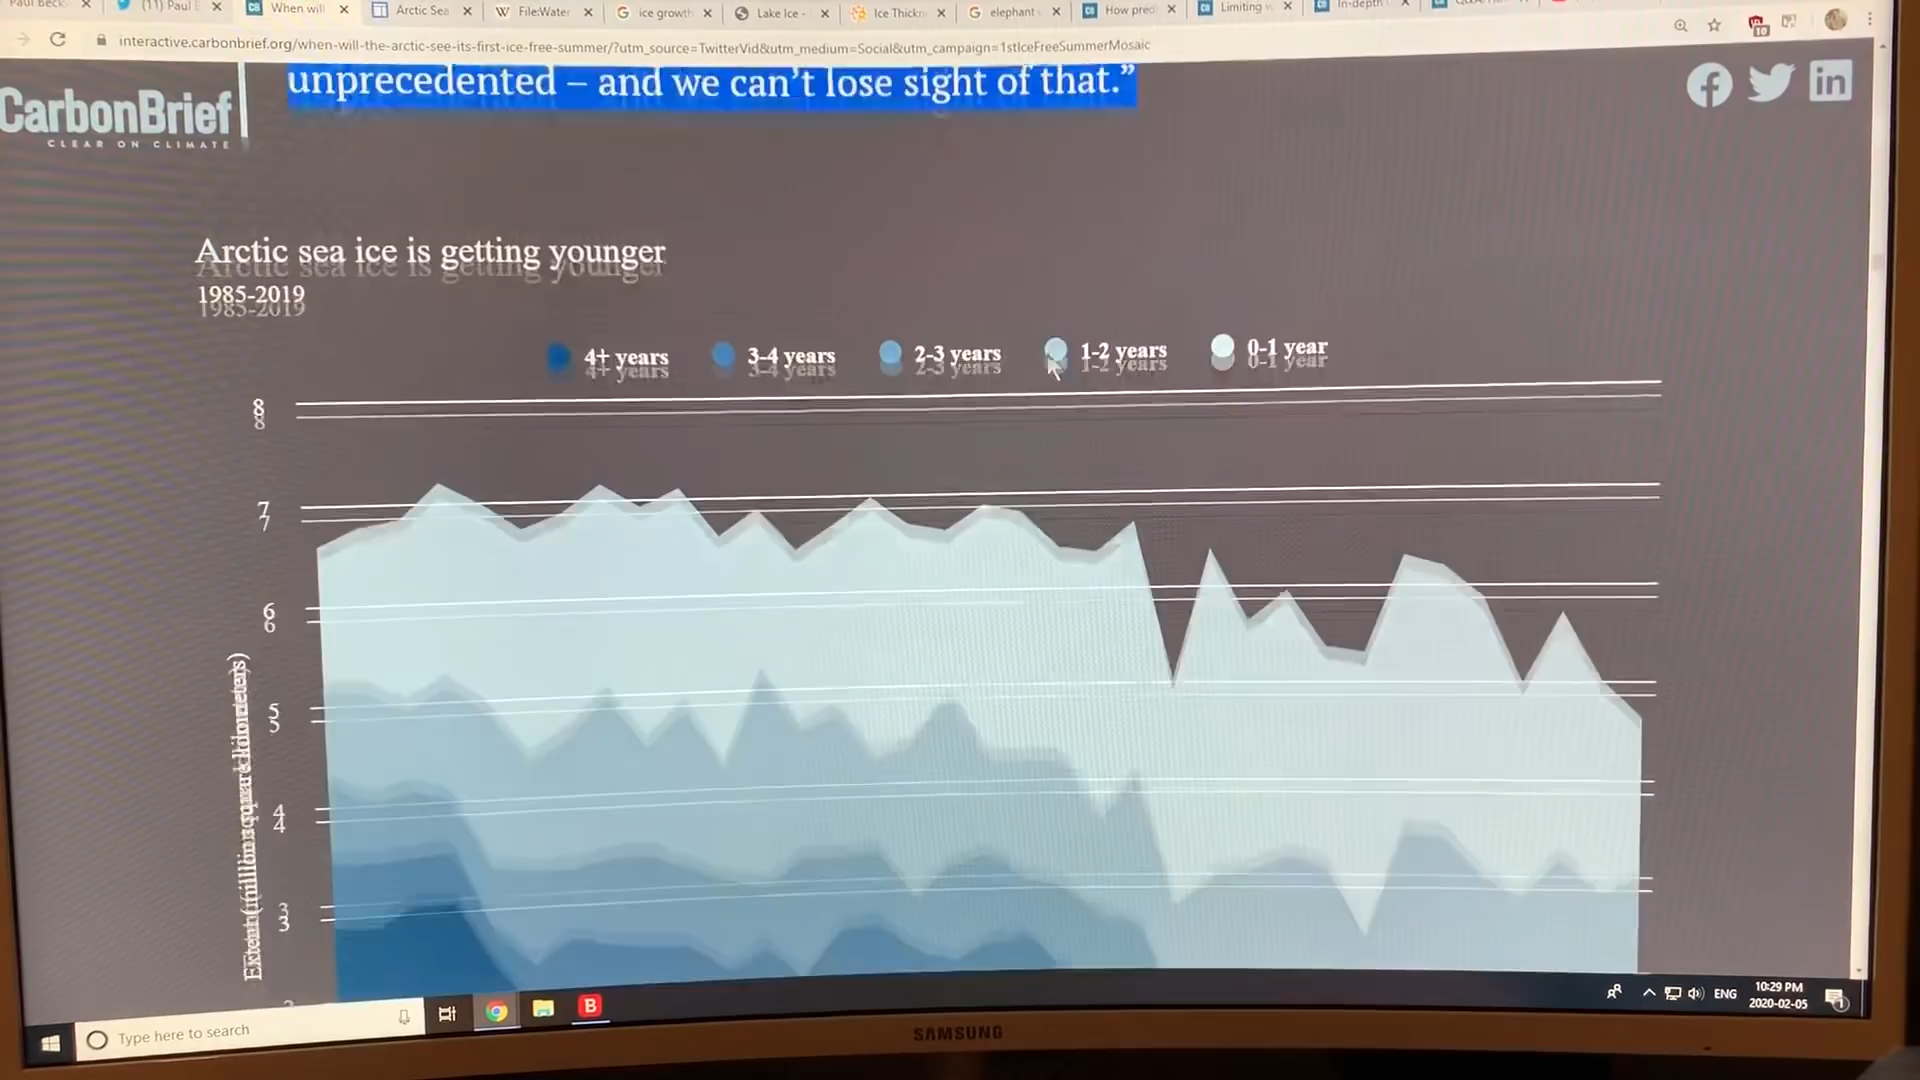 (11) Paul B
When will
Arctic Sea
File:Water
ice growth
Lake Ice -
Ice Thickn
elephant
How pred
Limiting
In-depth
interactive.carbonbrief.org/when-will-the-arctic-see-its-first-ice-free-summer/?utm_source=TwitterVid&utm_medium=Social&utm_campaign=1stIceFreeSummerMosaic
10
unprecedented – and we can't lose sight of that.”
CarbonBrief
CLEAR ON CLIMATE
Arctic sea ice is getting younger
1985-2019
4+ years
3-4 years
2-3 years
1-2 years
0-1 year
8
7
6
5
4
3
Extent (million square kilometers)
Type here to search
B
ENG
10:29 PM
2020-02-05
1
SAMSUNG